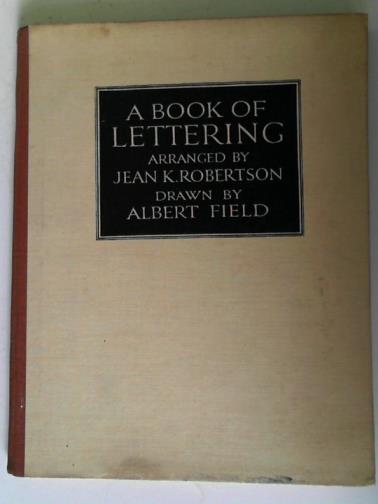 A BOOK OF
LETTERING
ARRANGED BY
JEAN K. ROBERTSON
DRAWN BY
ALBERT FIELD